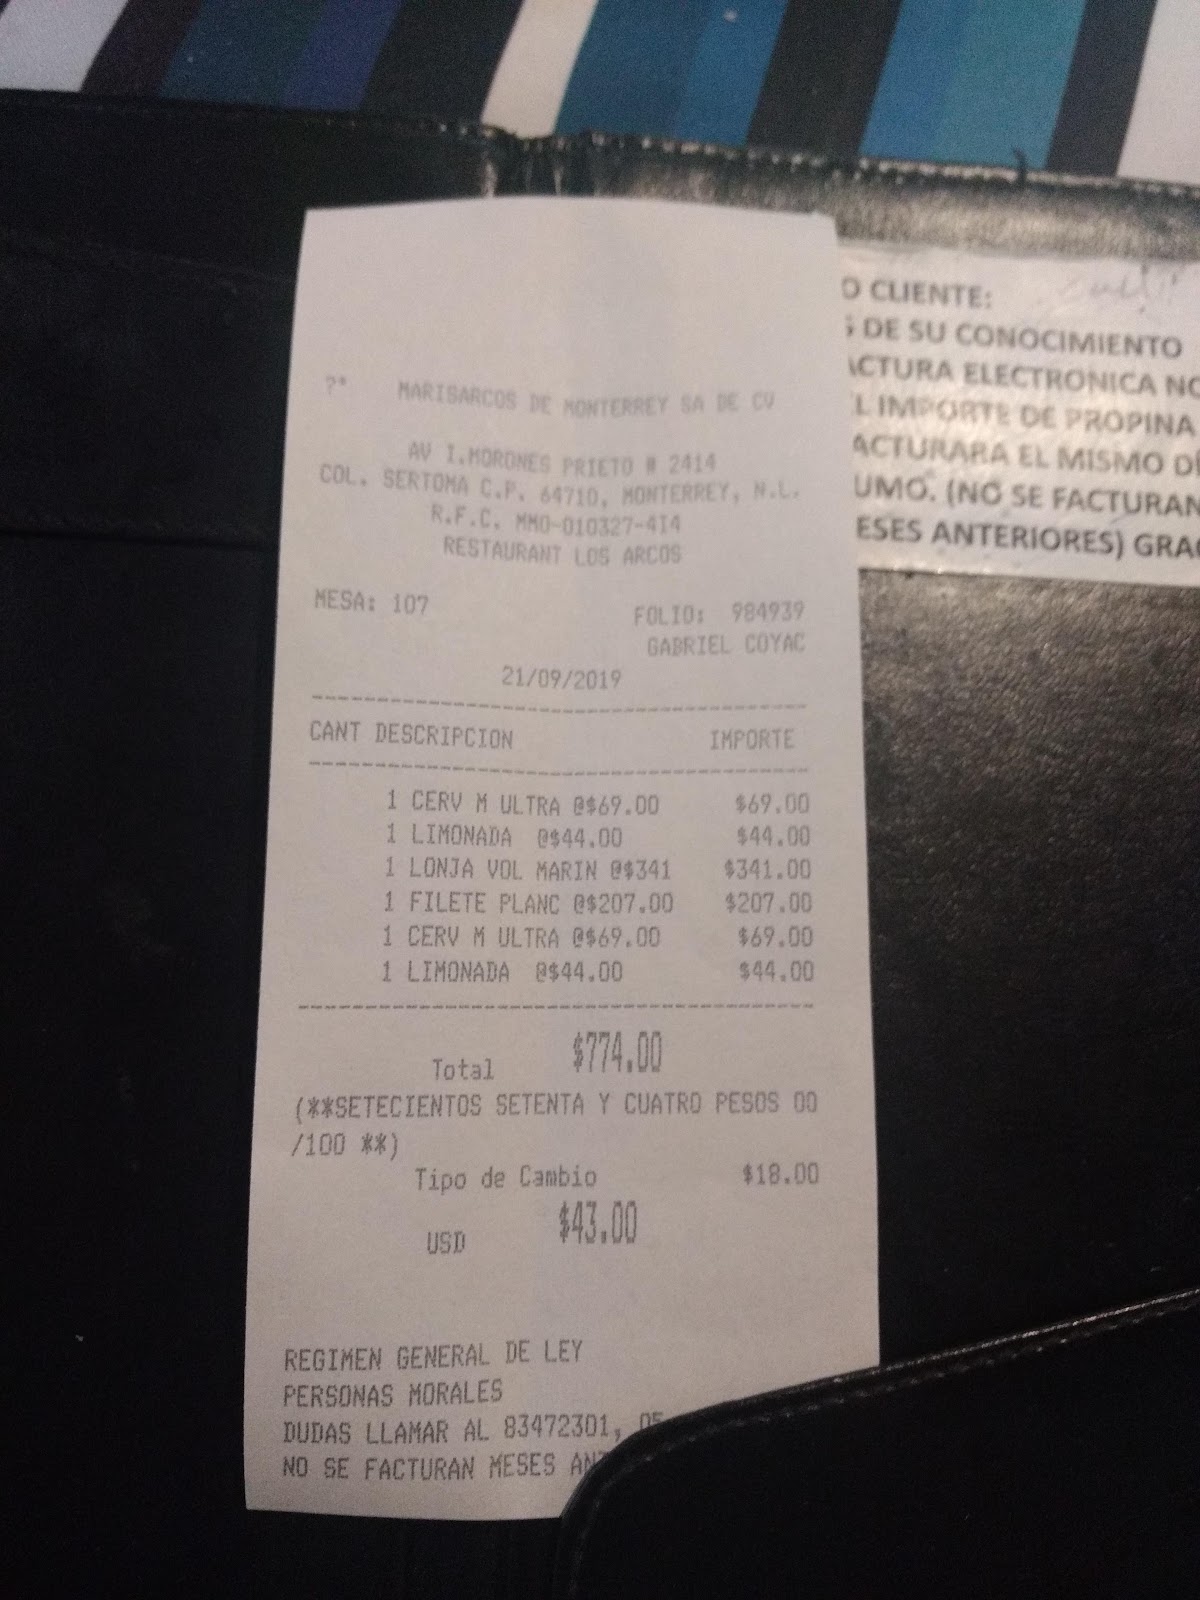 ?* MARISARCOS DE MONTERREY SA DE CV
AV I.MORONES PRIETO # 2414
COL. SERTOMA C.P. 64710, MONTERREY, N.L.
R.F.C. MMO-010327-4I4
RESTAURANT LOS ARCOS
MESA: 107 FOLIO: 984939
GABRIEL COYAC
21/09/2019
CANT DESCRIPCION IMPORTE
1 CERV M ULTRA @$69.00 $69.00
1 LIMONADA @$44.00 $44.00
1 LONJA VOL MARIN @$341 $341.00
1 FILETE PLANC @$207.00 $207.00
1 CERV M ULTRA @$69.00 $69.00
1 LIMONADA @$44.00 $44.00
Total $774.00
(**SETECIENTOS SETENTA Y CUATRO PESOS 00
/100 **)
Tipo de Cambio $18.00
USD $43.00
REGIMEN GENERAL DE LEY
PERSONAS MORALES
DUDAS LLAMAR AL 83472301,
NO SE FACTURAN MESES
O CLIENTE:
DE SU CONOCIMIENTO
ACTURA ELECTRONICA NO
L IMPORTE DE PROPINA
ACTURARA EL MISMO DÍ
UMO. (NO SE FACTURAN
ESES ANTERIORES) GRAC